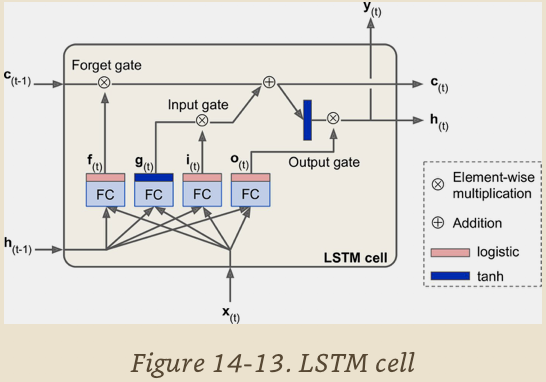 y(t)
Forget gate
c(t-1)
c(t)
Input gate
h(t)
f(t)
g(t)
i(t)
o(t)
Output gate
FC
FC
FC
FC
h(t-1)
LSTM cell
x(t)
Element-wise
multiplication
Addition
logistic
tanh
Figure 14-13. LSTM cell